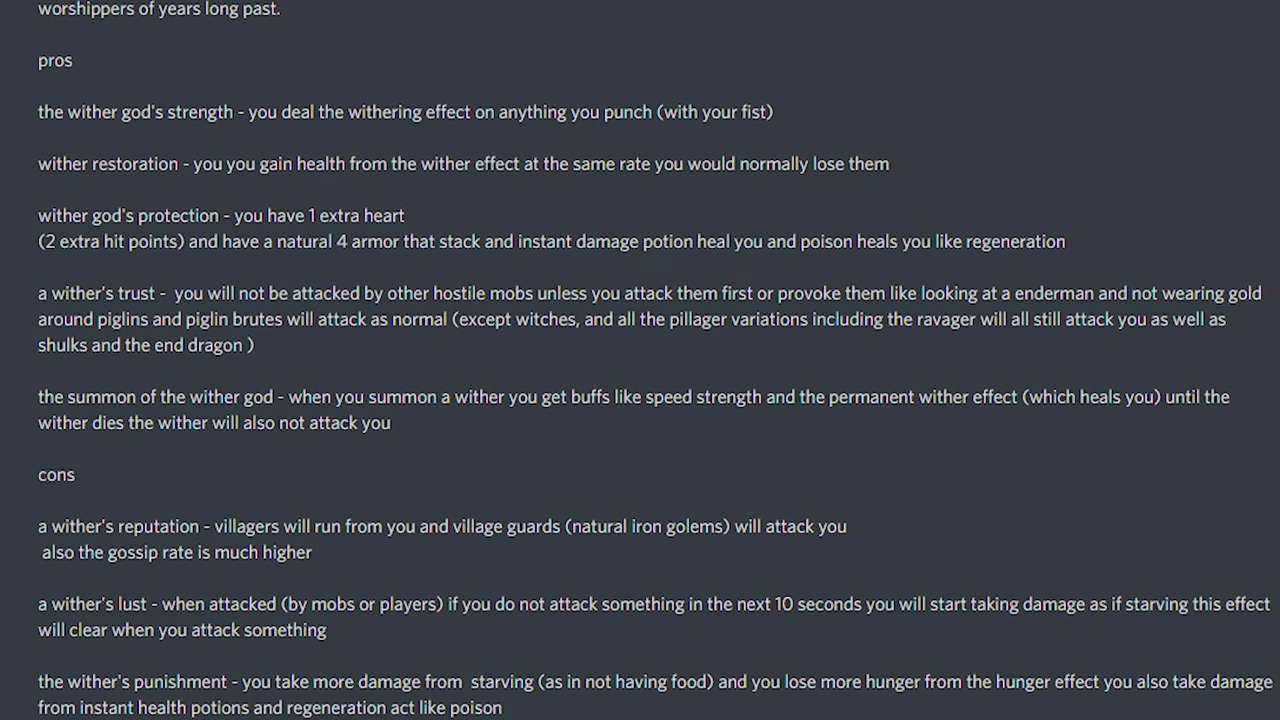 worshippers of years long past.
pros
the wither god's strength - you deal the withering effect on anything you punch (with your fist)
wither restoration - you you gain health from the wither effect at the same rate you would normally lose them
wither god's protection - you have 1 extra heart
(2 extra hit points) and have a natural 4 armor that stack and instant damage potion heal you and poison heals you like regeneration
a wither's trust -  you will not be attacked by other hostile mobs unless you attack them first or provoke them like looking at a enderman and not wearing gold
around piglins and piglin brutes will attack as normal (except witches, and all the pillager variations including the ravager will all still attack you as well as
shulks and the end dragon )
the summon of the wither god - when you summon a wither you get buffs like speed strength and the permanent wither effect (which heals you) until the
wither dies the wither will also not attack you
cons
a wither's reputation - villagers will run from you and village guards (natural iron golems) will attack you
also the gossip rate is much higher
a wither's lust - when attacked (by mobs or players) if you do not attack something in the next 10 seconds you will start taking damage as if starving this effect
will clear when you attack something
the wither's punishment - you take more damage from  starving (as in not having food) and you lose more hunger from the hunger effect you also take damage
from instant health potions and regeneration act like poison